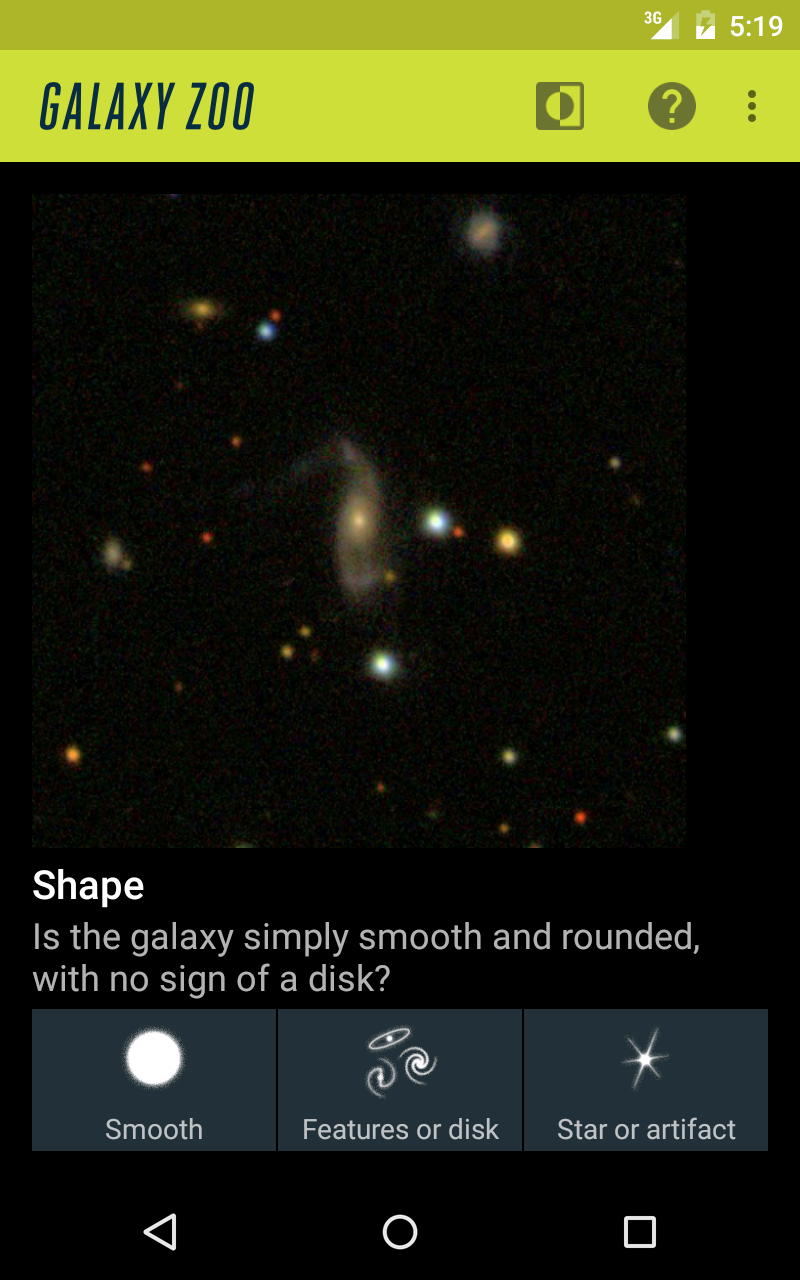 3G
5:19
GALAXY ZOO
?
Shape
Is the galaxy simply smooth and rounded,
with no sign of a disk?
Smooth
Features or disk
Star or artifact